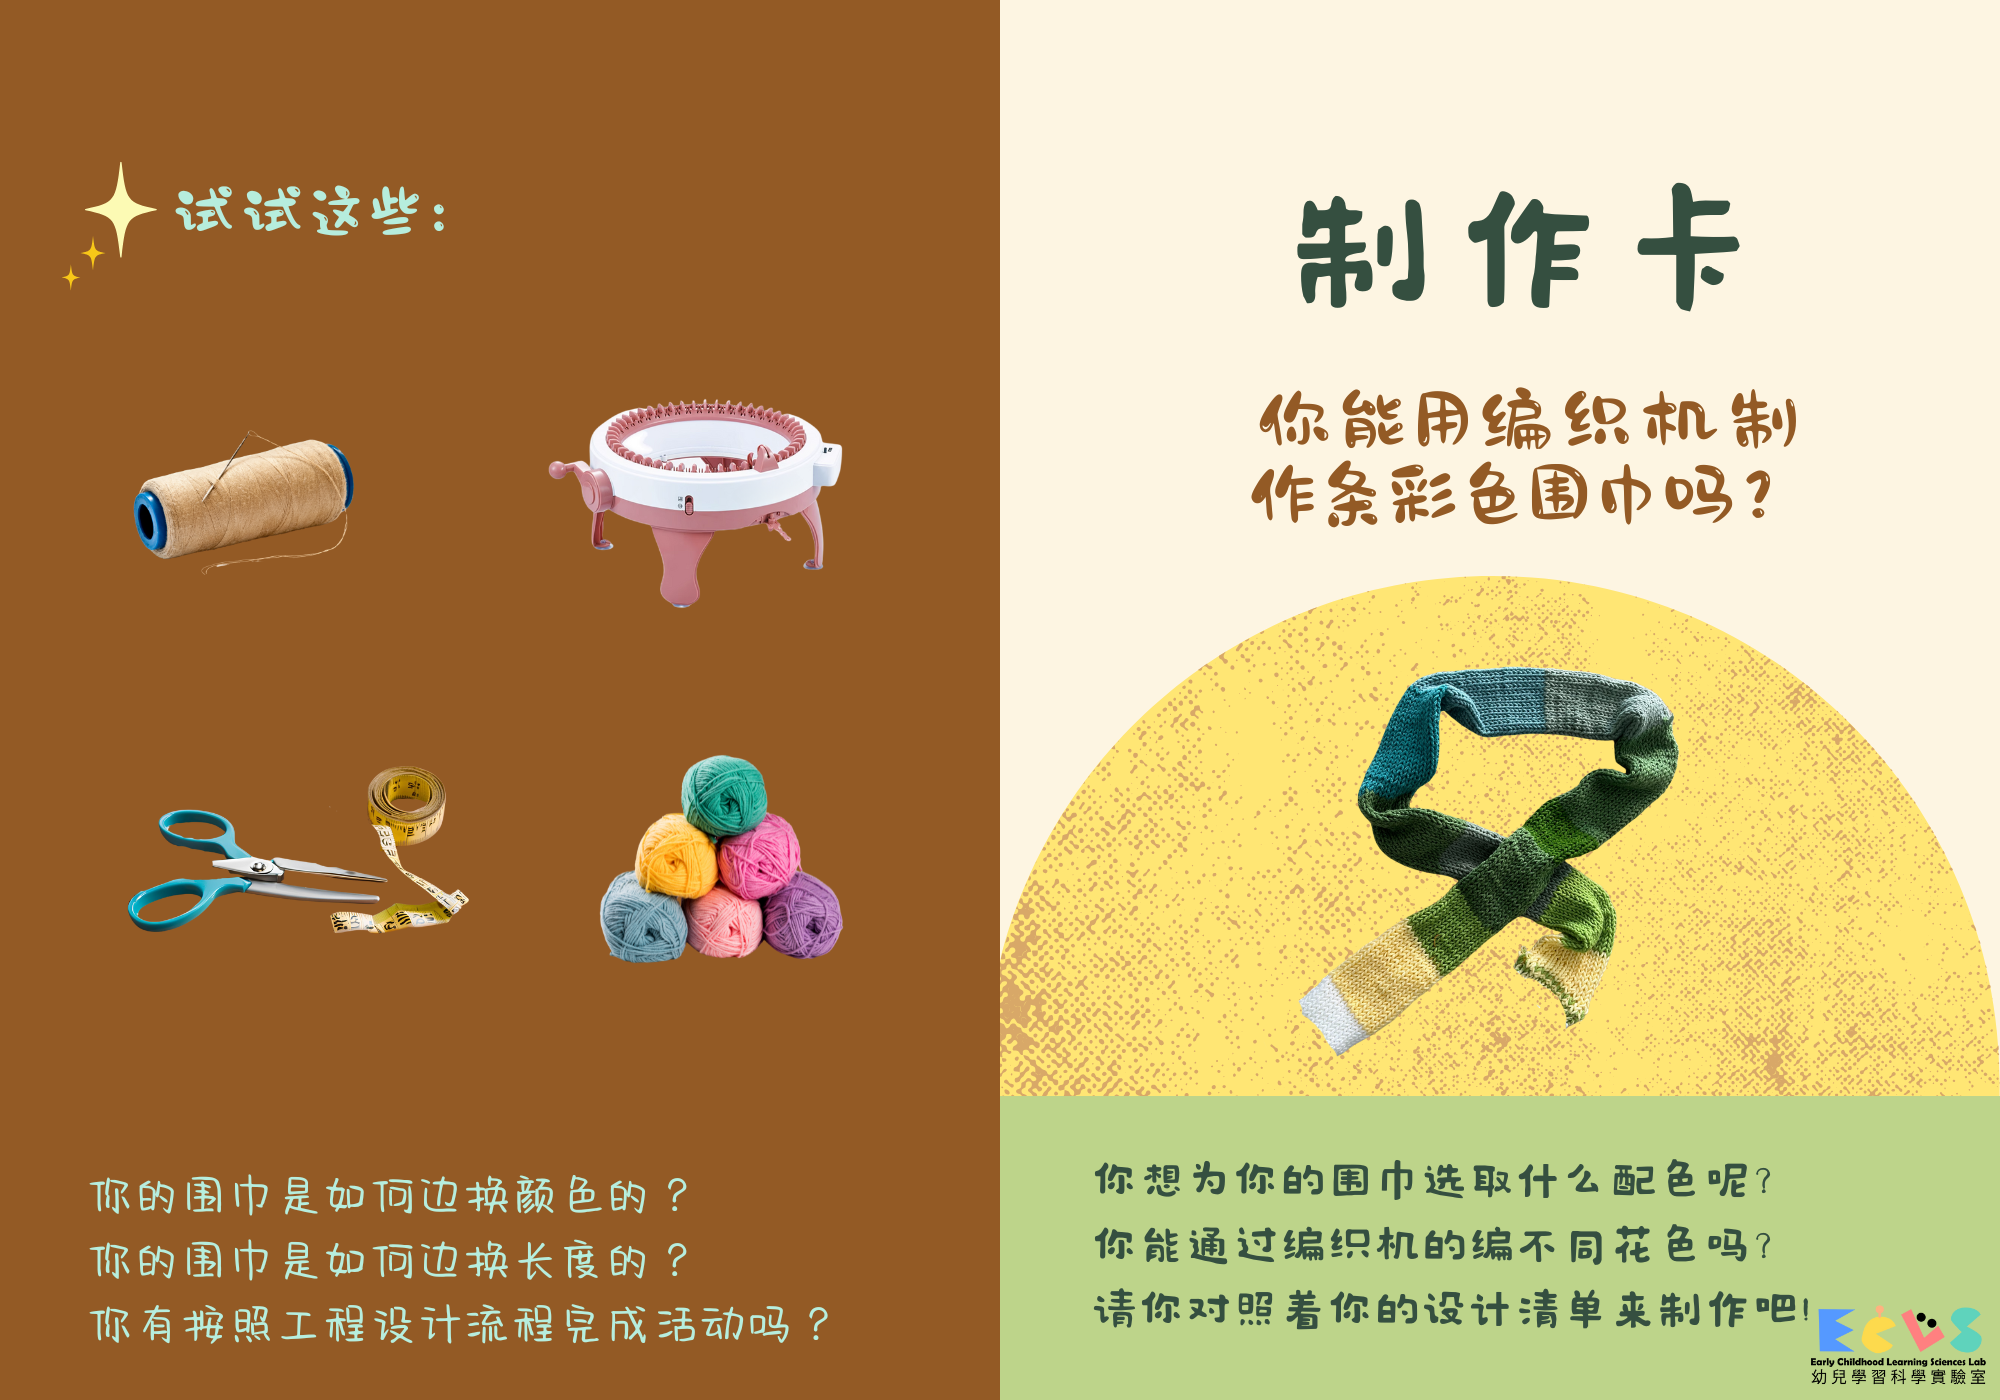 试试这些：
你的围巾是如何边换颜色的？
你的围巾是如何边换长度的？
你有按照工程设计流程完成活动吗？
制作卡
你能用编织机制
作条彩色围巾吗？
你想为你的围巾选取什么配色呢？
你能通过编织机的编不同花色吗？
请你对照着你的设计清单来制作吧！
ECLS
Early Childhood Learning Sciences Lab
幼兒學習科學實驗室